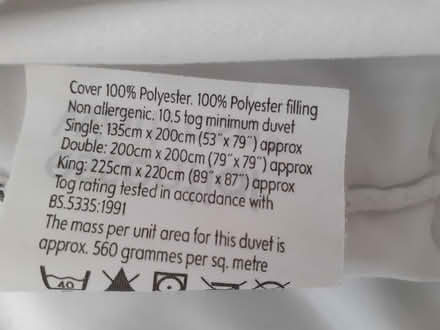 Cover 100% Polyester. 100% Polyester filling
Non allergenic. 10.5 tog minimum duvet
Single: 135cm x 200cm (53˝x 79˝) approx
Double: 200cm x 200cm (79˝x 79˝) approx
King: 225cm x 220cm (89˝x 87˝) approx
Tog rating tested in accordance with
BS.5335:1991
The mass per unit area for this duvet is
approx. 560 grammes per sq. metre
40